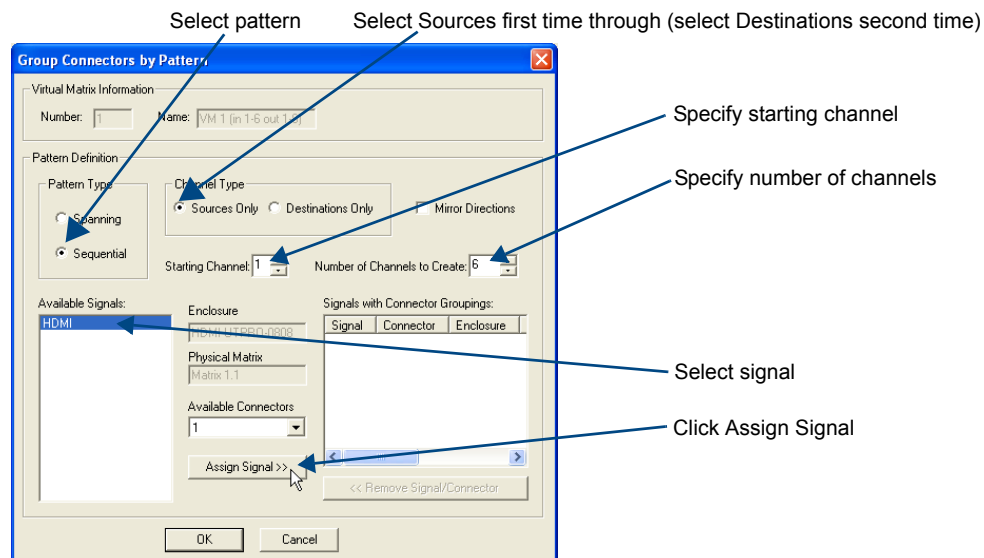 Select pattern
Select Sources first time through (select Destinations second time)
Group Connectors by Pattern
Virtual Matrix Information
Number: 1 Name: VM 1 (in 1-6 out 1-6)
Specify starting channel
Pattern Definition
Pattern Type
Channel Type
Specify number of channels
Spanning
Sources Only Destinations Only Mirror Directions
Sequential
Starting Channel: 1 Number of Channels to Create: 6
Available Signals:
HDMI
Enclosure
HDMI-UTPRO-0808
Physical Matrix
Matrix 1.1
Available Connectors
1
Assign Signal >>
Signals with Connector Groupings:
Signal Connector Enclosure
Select signal
Click Assign Signal
<< Remove Signal/Connector
OK Cancel